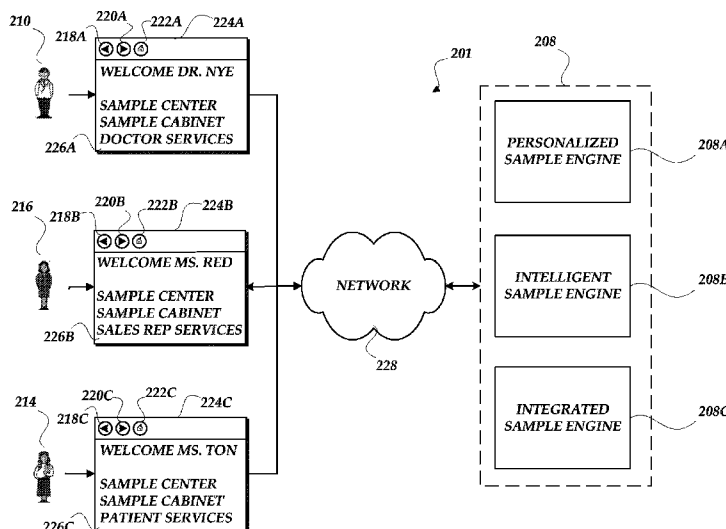 210
218A
220A
222A
224A
WELCOME DR. NYE
SAMPLE CENTER
SAMPLE CABINET
DOCTOR SERVICES
226A
216
218B
220B
222B
224B
WELCOME MS. RED
SAMPLE CENTER
SAMPLE CABINET
SALES REP SERVICES
226B
214
218C
220C
222C
224C
WELCOME MS. TON
SAMPLE CENTER
SAMPLE CABINET
PATIENT SERVICES
226C
NETWORK
228
201
208
PERSONALIZED
SAMPLE ENGINE
208A
INTELLIGENT
SAMPLE ENGINE
208B
INTEGRATED
SAMPLE ENGINE
208C